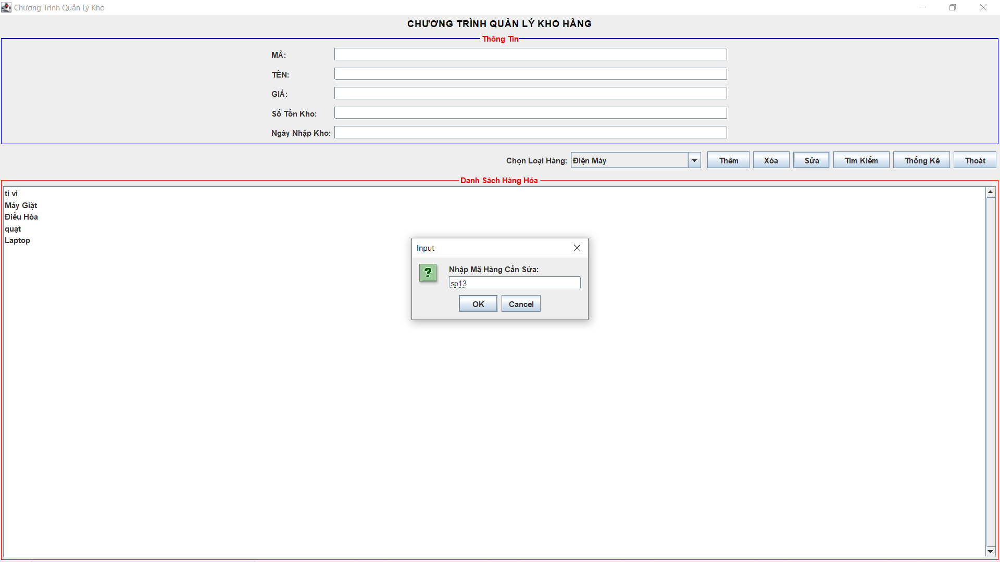 Chương Trình Quản Lý Kho
CHƯƠNG TRÌNH QUẢN LÝ KHO HÀNG
Thông Tin
MÃ:
TÊN:
GIÁ:
Số Tồn Kho:
Ngày Nhập Kho:
Chọn Loại Hàng: Điện Máy Thêm Xóa Sửa Tìm Kiếm Thống Kê Thoát
Danh Sách Hàng Hóa
ti vi
Máy Giặt
Điều Hòa
quạt
Laptop
Input
Nhập Mã Hàng Cần Sửa:
sp13
OK Cancel